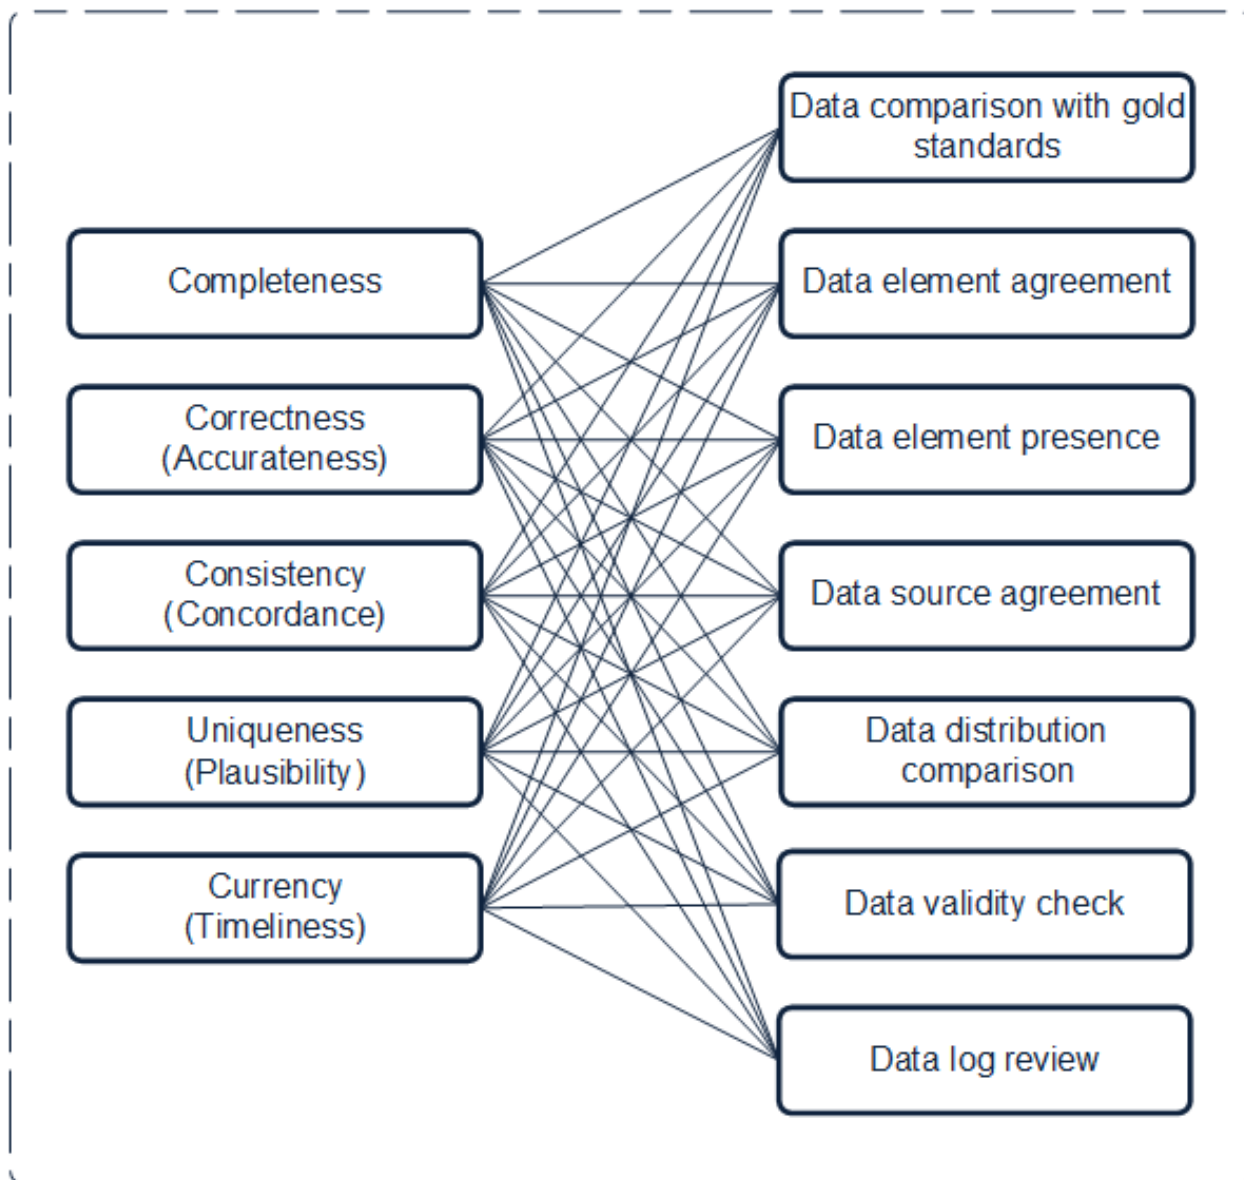 Completeness
Correctness
(Accurateness)
Consistency
(Concordance)
Uniqueness
(Plausibility)
Currency
(Timeliness)
Data comparison with gold
standards
Data element agreement
Data element presence
Data source agreement
Data distribution
comparison
Data validity check
Data log review